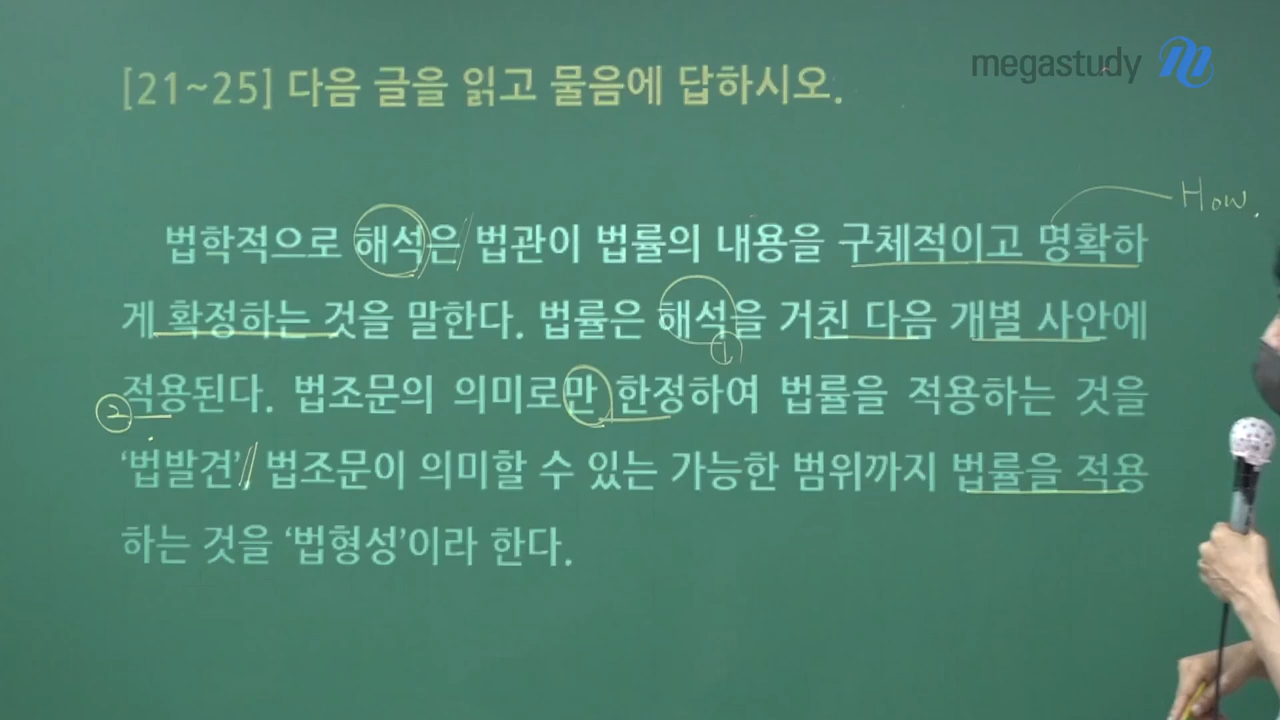 megastudy
[21~25] 다음 글을 읽고 물음에 답하시오.
How.
법학적으로 해석은 법관이 법률의 내용을 구체적이고 명확하
게 확정하는 것을 말한다. 법률은 해석을 거친 다음 개별 사안에
①
적용된다. 법조문의 의미로만 한정하여 법률을 적용하는 것을
②
‘법발견’ 법조문이 의미할 수 있는 가능한 범위까지 법률을 적용
하는 것을 ‘법형성’이라 한다.